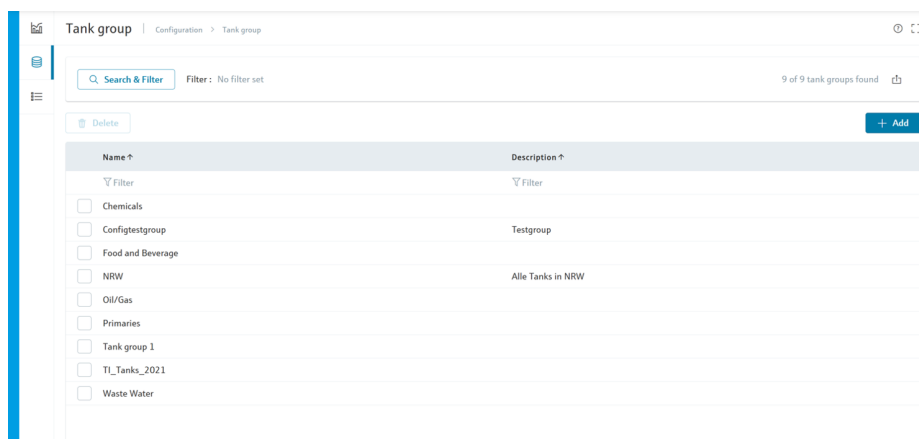 Tank group | Configuration > Tank group
Search & Filter Filter : No filter set 9 of 9 tank groups found
Delete + Add
Name ↑ Description ↑
Filter Filter
Chemicals
Configtestgroup Testgroup
Food and Beverage
NRW Alle Tanks in NRW
Oil/Gas
Primaries
Tank group 1
TI_Tanks_2021
Waste Water